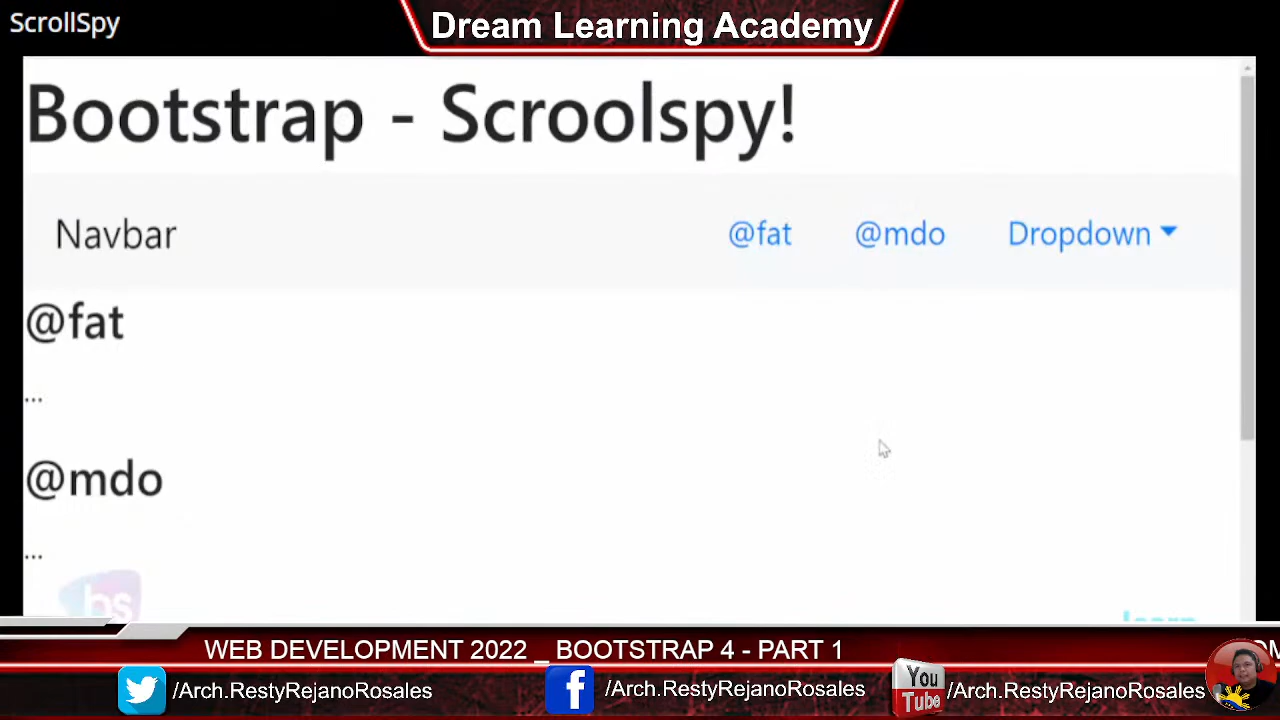 ScrollSpy
Dream Learning Academy
Bootstrap - Scroolspy!
Navbar
@fat
@mdo
Dropdown
@fat
...
@mdo
...
bs
WEB DEVELOPMENT 2022 _ BOOTSTRAP 4 - PART 1
/Arch.RestyRejanoRosales
/Arch.RestyRejanoRosales
You
Tube
/Arch.RestyRejanoRosales